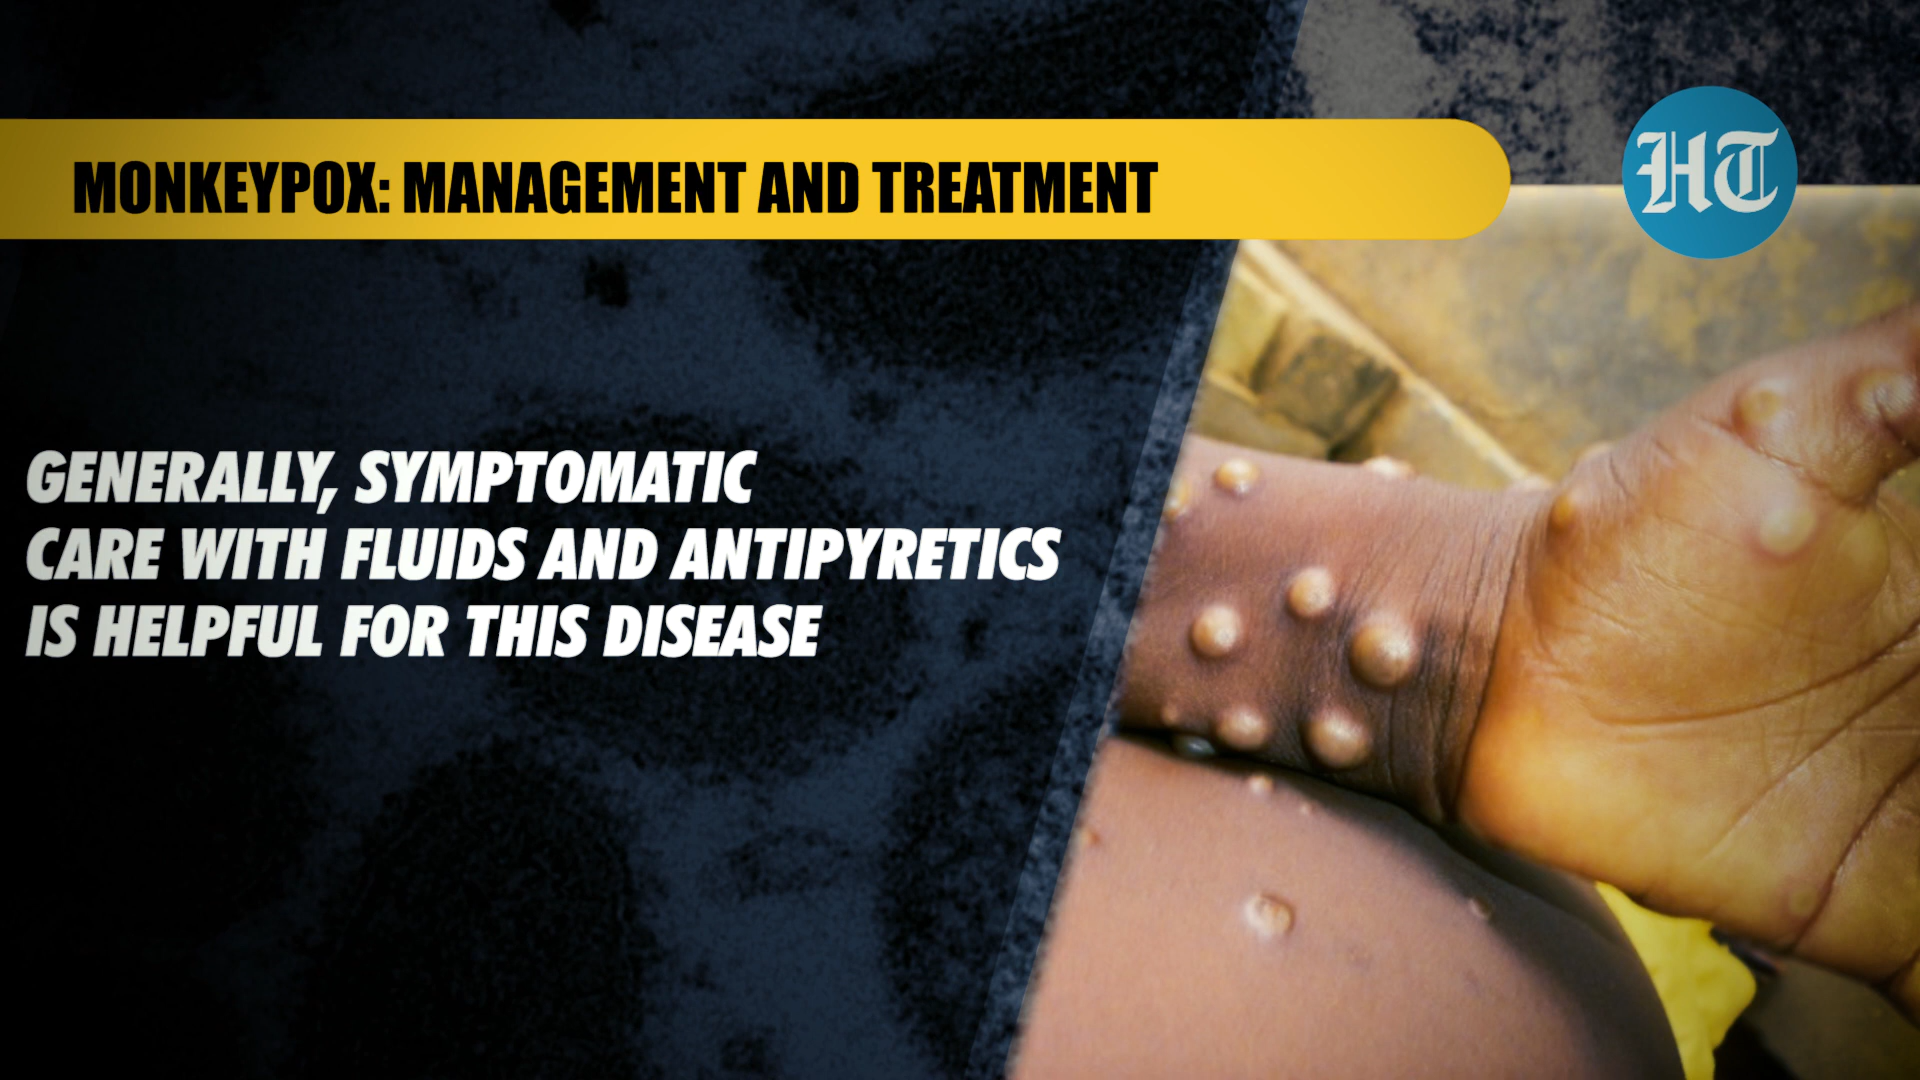 MONKEYPOX: MANAGEMENT AND TREATMENT
HT
GENERALLY, SYMPTOMATIC
CARE WITH FLUIDS AND ANTIPYRETICS
IS HELPFUL FOR THIS DISEASE